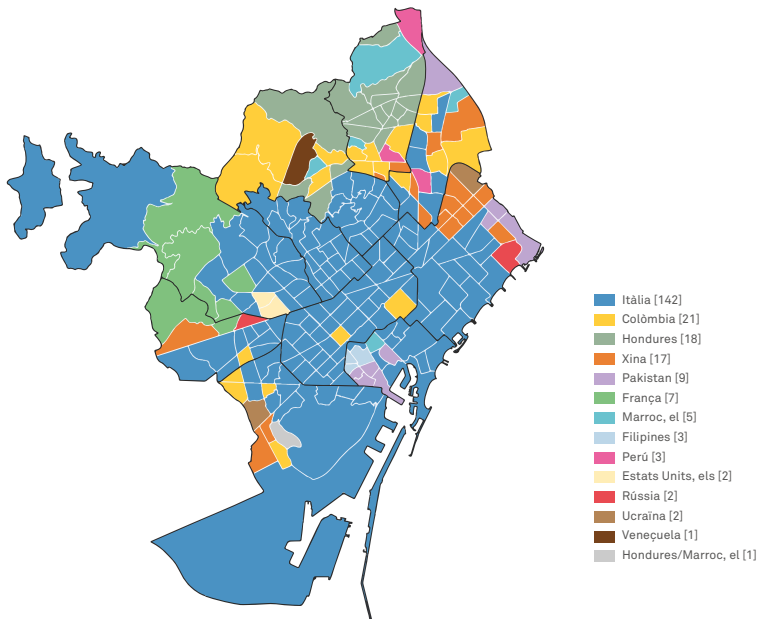 Itàlia [142]
Colòmbia [21]
Hondures [18]
Xina [17]
Pakistan [9]
França [7]
Marroc, el [5]
Filipines [3]
Perú [3]
Estats Units, els [2]
Rússia [2]
Ucraïna [2]
Veneçuela [1]
Hondures/Marroc, el [1]